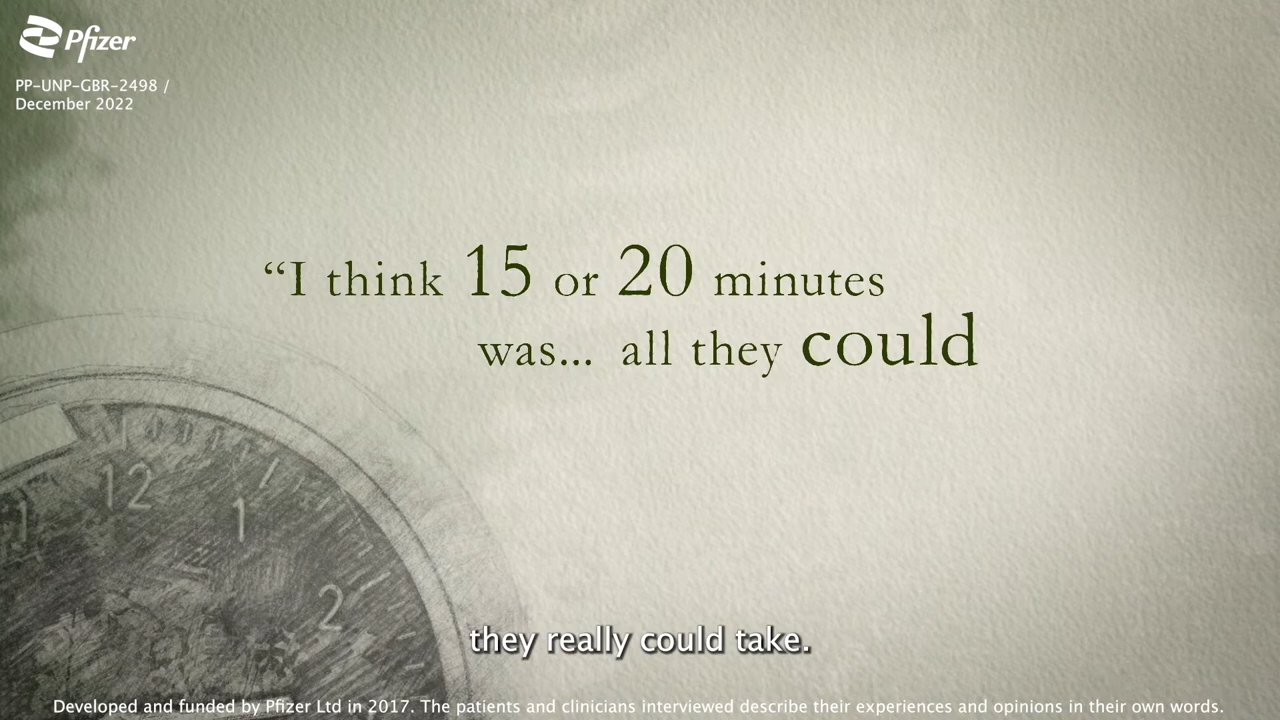 Pfizer
PP-UNP-GBR-2498 /
December 2022
“I think 15 or 20 minutes
was... all they could
12
1
1
2
they really could take.
Developed and funded by Pfizer Ltd in 2017. The patients and clinicians interviewed describe their experiences and opinions in their own words.